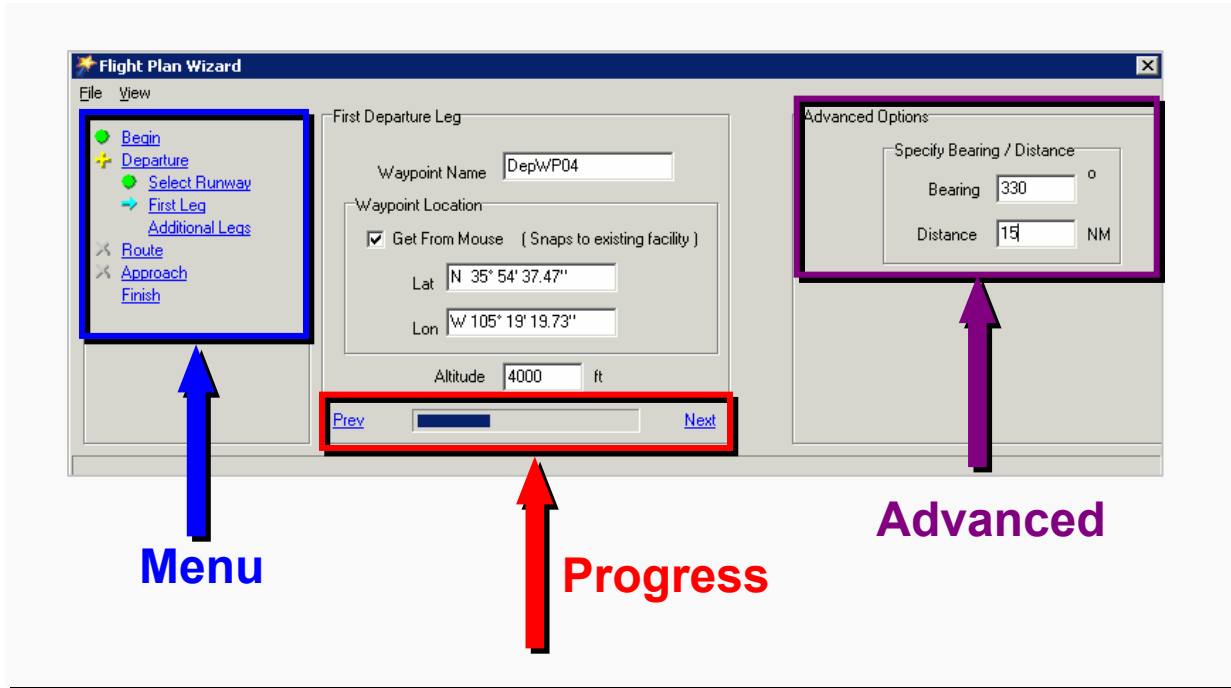 Flight Plan Wizard
File View
Begin
Departure
Select Runway
First Leg
Additional Legs
Route
Approach
Finish
First Departure Leg
Waypoint Name DepWP04
Waypoint Location
Get From Mouse ( Snaps to existing facility )
Lat N 35° 54' 37.47''
Lon W 105° 19' 19.73''
Altitude 4000 ft
Prev Next
Advanced Options
Specify Bearing / Distance
Bearing 330 o
Distance 15 NM
Menu
Progress
Advanced